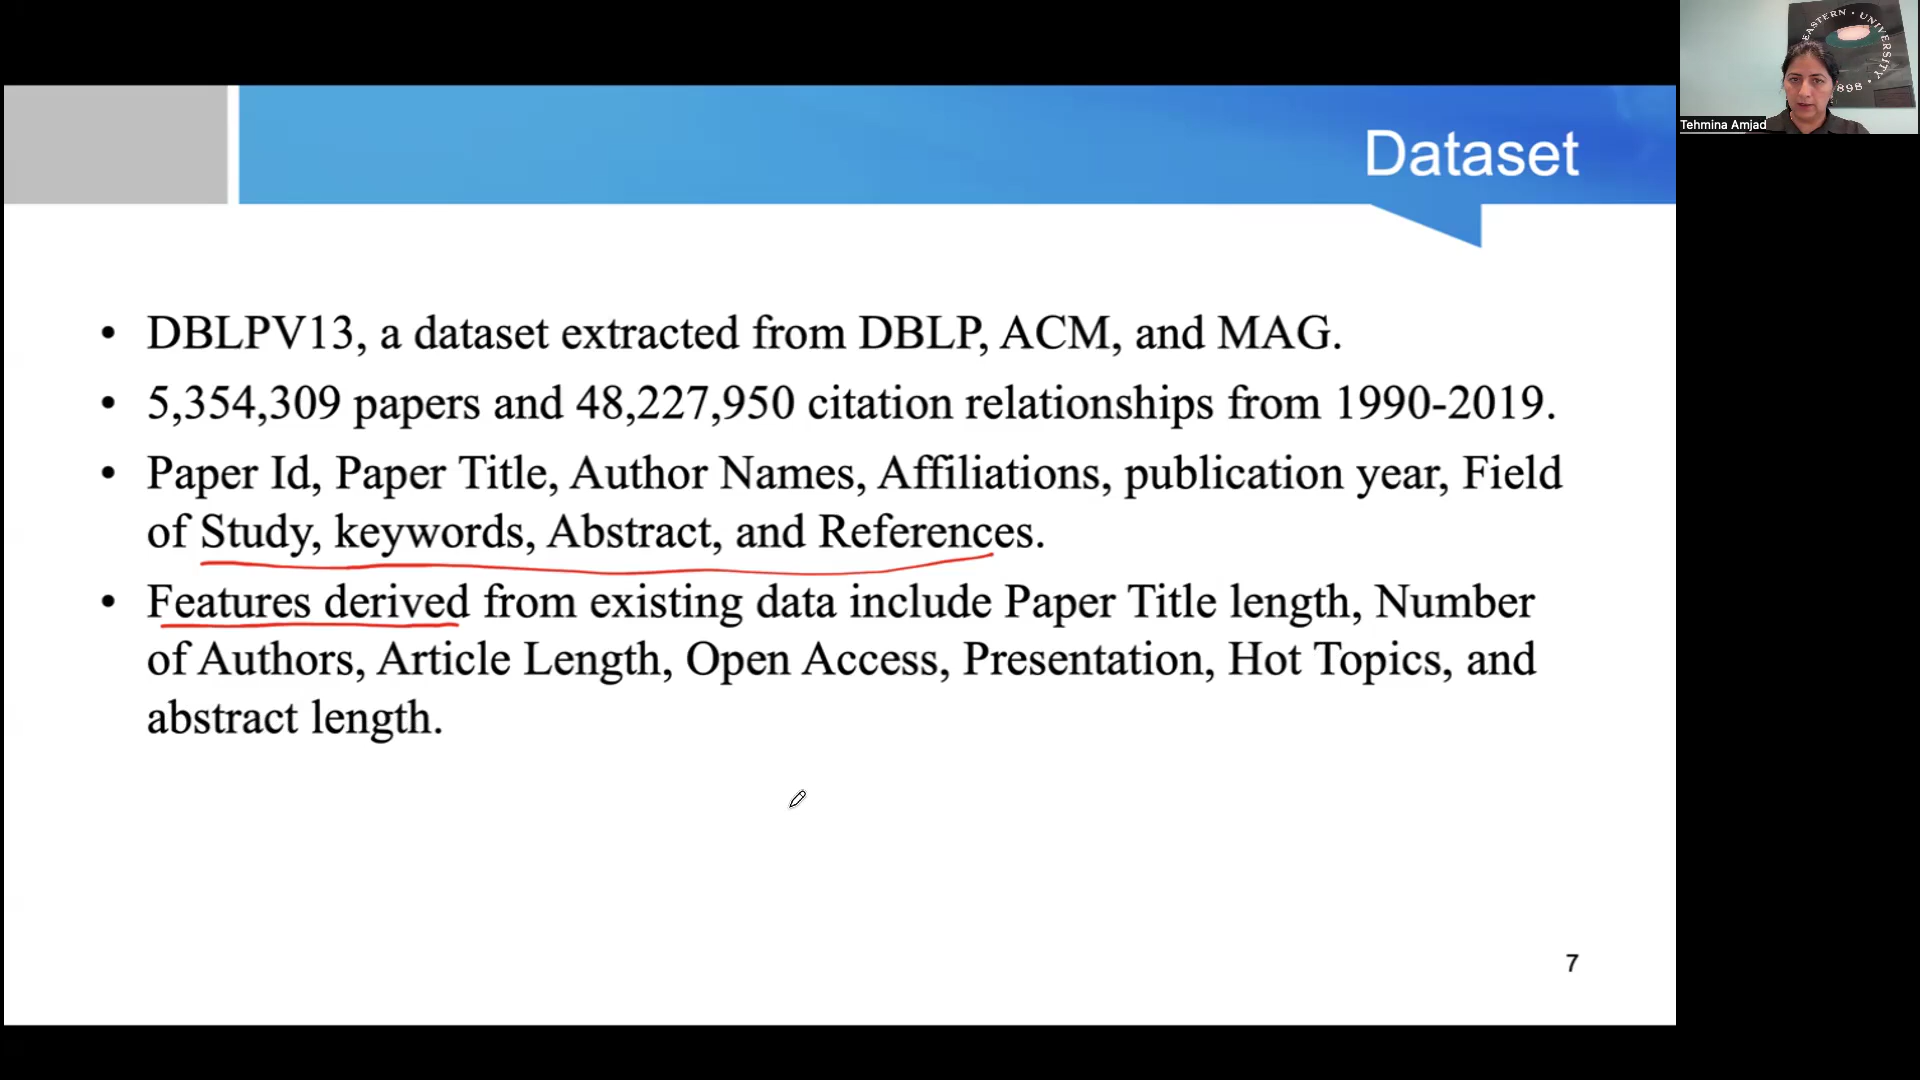 Dataset
• DBLPV13, a dataset extracted from DBLP, ACM, and MAG.
• 5,354,309 papers and 48,227,950 citation relationships from 1990-2019.
• Paper Id, Paper Title, Author Names, Affiliations, publication year, Field
of Study, keywords, Abstract, and References.
• Features derived from existing data include Paper Title length, Number
of Authors, Article Length, Open Access, Presentation, Hot Topics, and
abstract length.
7
EASTERN • UNIVERSITY •
898
Tehmina Amjad